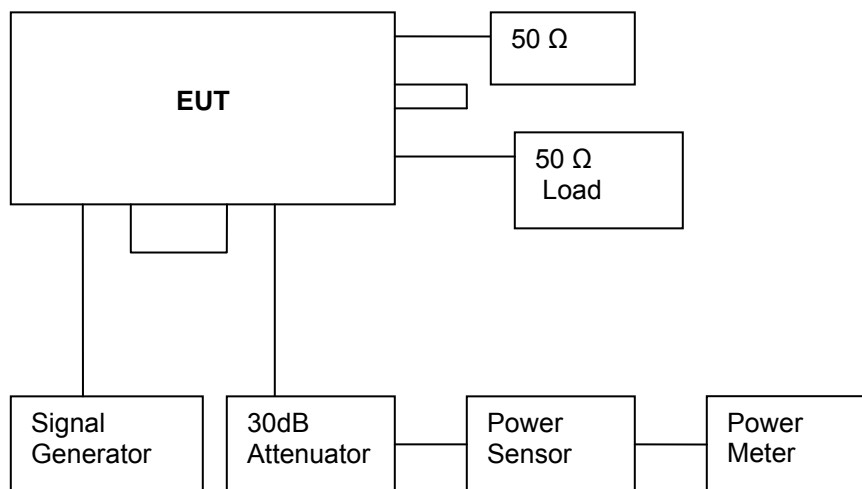 50 Ω
EUT
50 Ω
Load
Signal
Generator
30dB
Attenuator
Power
Sensor
Power
Meter